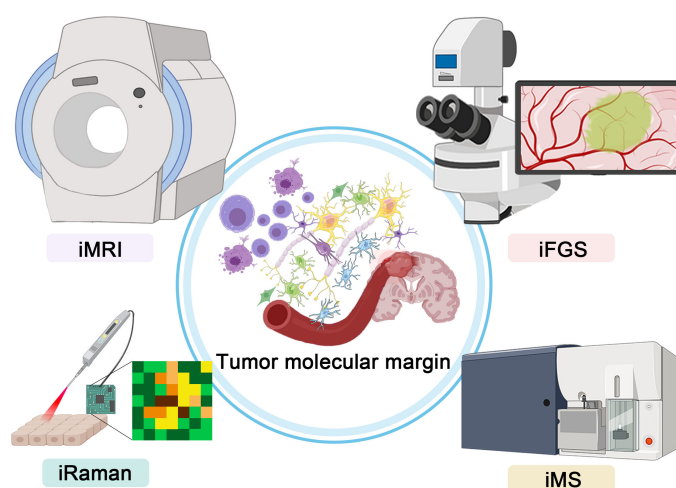 iMRI
iFGS
Tumor molecular margin
iRaman
iMS